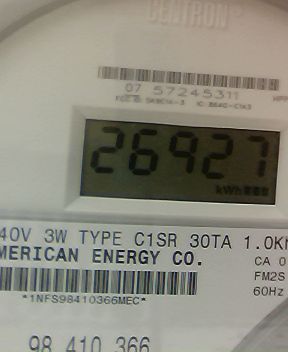 CENTRON®
07 57245311
26927
kWh
40V 3W TYPE C1SR 30TA 1.0K
MERICAN ENERGY CO.
CA 0
FM2S
60Hz
*1NFS98410366MEC*
98 410 366